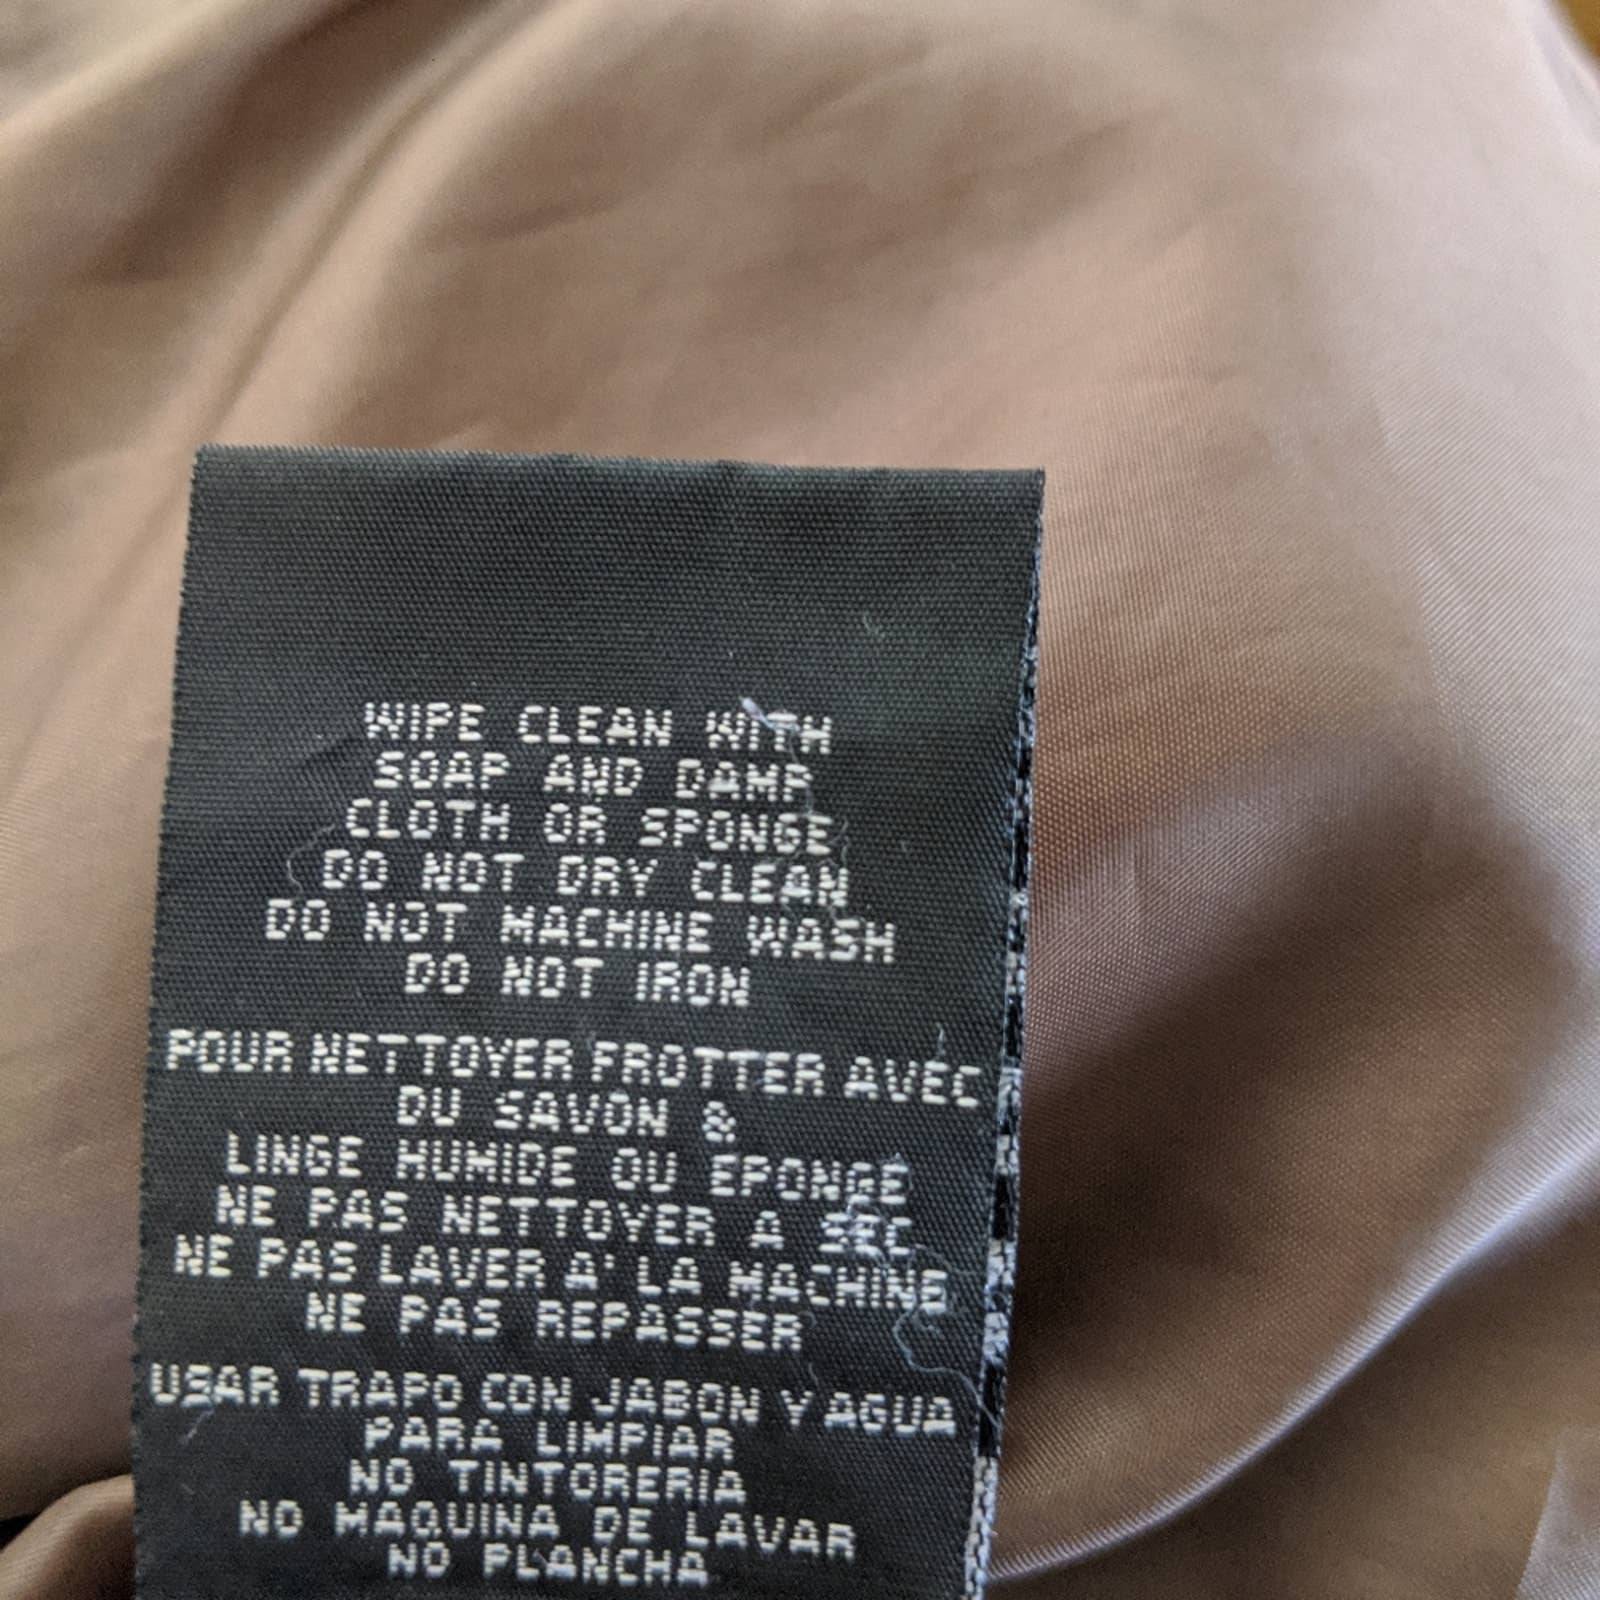 WIPE CLEAN WITH
SOAP AND DAMP
CLOTH OR SPONGE
DO NOT DRY CLEAN
DO NOT MACHINE WASH
DO NOT IRON
POUR NETTOYER FROTTER AVEC
DU SAVON &
LINGE HUMIDE OU EPONGE
NE PAS NETTOYER A SEC
NE PAS LAVER A' LA MACHINE
NE PAS REPASSER
USAR TRAPO CON JABON Y AGUA
PARA LIMPIAR
NO TINTORERIA
NO MAQUINA DE LAVAR
NO PLANCHA